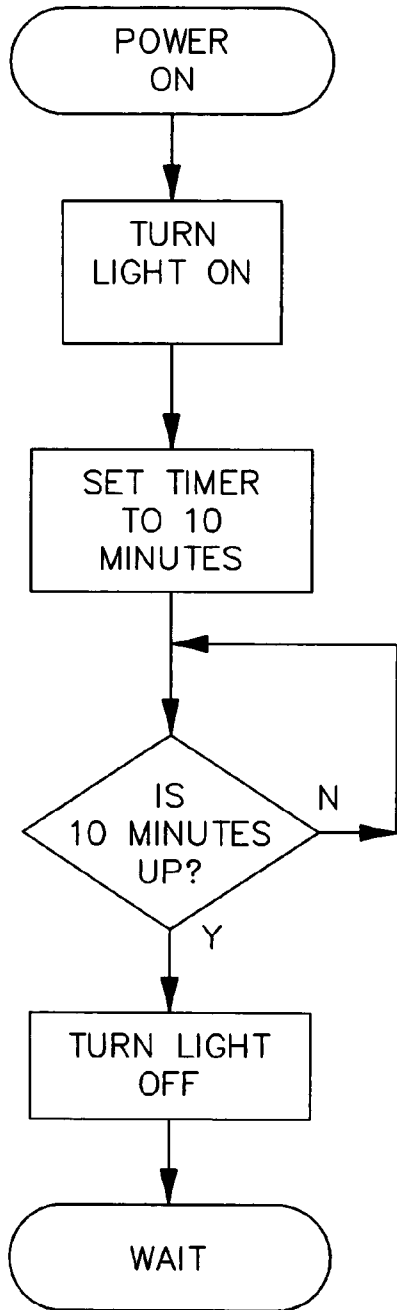 POWER
ON
TURN
LIGHT ON
SET TIMER
TO 10
MINUTES
IS
10 MINUTES
UP?
N
Y
TURN LIGHT
OFF
WAIT